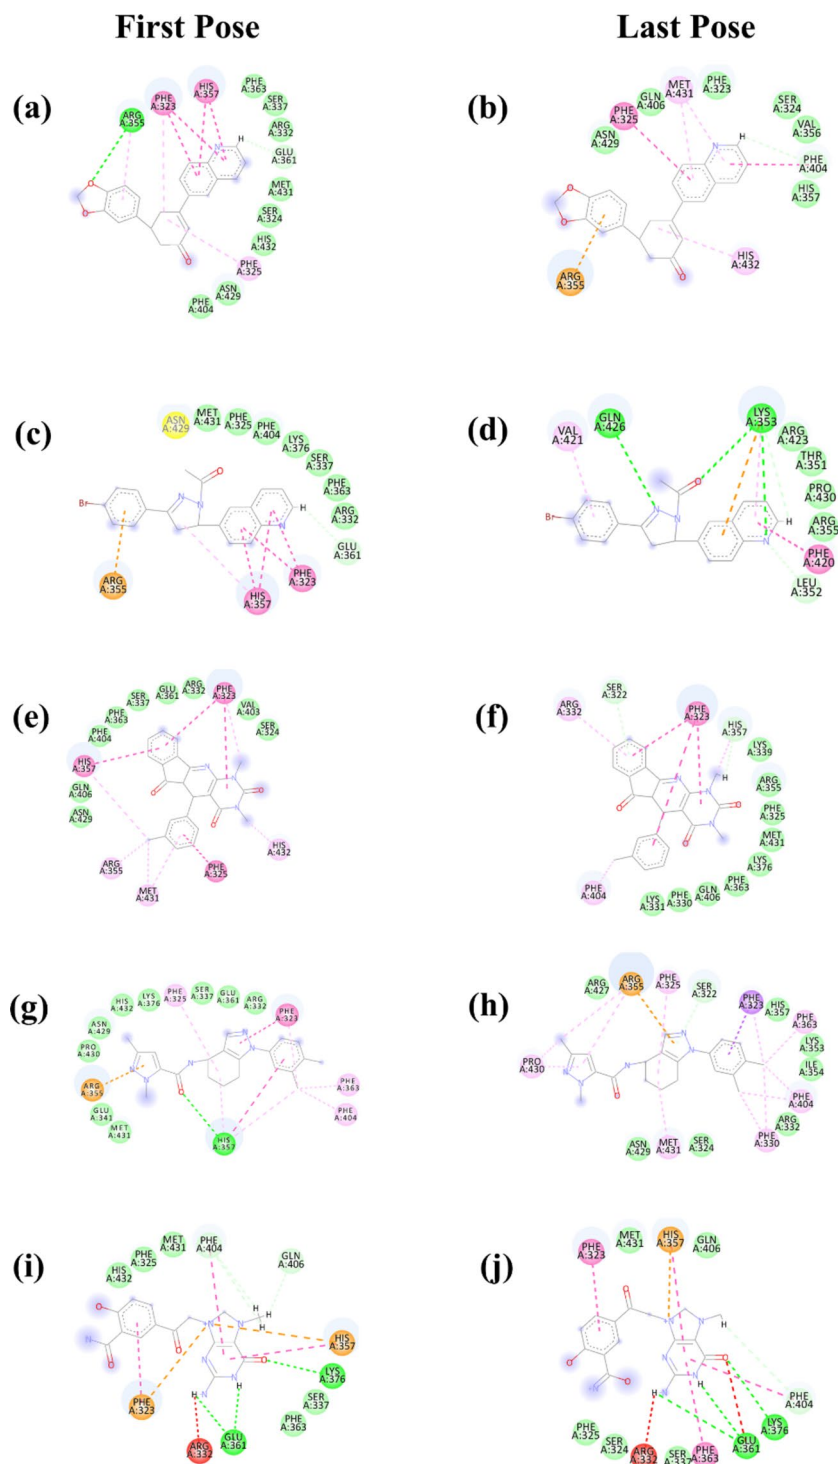 First Pose
Last Pose
(a)
ARG
A:355
PHE
A:323
HIS
A:357
PHE
A:363
SER
A:337
ARG
A:332
GLU
A:361
MET
A:431
SER
A:324
HIS
A:432
PHE
A:325
ASN
A:429
PHE
A:404
N
H
O
O
O
(b)
ASN
A:429
PHE
A:325
GLN
A:406
MET
A:431
PHE
A:323
SER
A:324
VAL
A:356
PHE
A:404
HIS
A:357
HIS
A:432
ARG
A:355
N
H
O
O
O
(c)
ASN
A:429
MET
A:431
PHE
A:325
PHE
A:404
LYS
A:376
SER
A:337
PHE
A:363
ARG
A:332
GLU
A:361
PHE
A:323
HIS
A:357
ARG
A:355
Br
N
N
O
H
N
(d)
VAL
A:421
GLN
A:426
LYS
A:353
ARG
A:423
THR
A:351
PRO
A:430
ARG
A:355
PHE
A:420
LEU
A:352
Br
N
N
O
H
N
(e)
PHE
A:404
PHE
A:363
SER
A:337
GLU
A:361
ARG
A:332
PHE
A:323
VAL
A:403
SER
A:324
HIS
A:357
GLN
A:406
ASN
A:429
ARG
A:355
MET
A:431
PHE
A:325
HIS
A:432
N
N
O
N
O
O
(f)
ARG
A:332
SER
A:322
PHE
A:323
HIS
A:357
LYS
A:339
ARG
A:355
PHE
A:325
MET
A:431
LYS
A:376
PHE
A:363
GLN
A:406
PHE
A:330
LYS
A:331
PHE
A:404
N
H
N
O
N
O
O
(g)
PRO
A:430
ASN
A:429
HIS
A:432
LYS
A:376
PHE
A:325
SER
A:337
GLU
A:361
ARG
A:332
PHE
A:323
PHE
A:363
PHE
A:404
HIS
A:357
MET
A:431
GLU
A:341
ARG
A:355
N
N
O
N
H
N
N
(h)
ARG
A:427
ARG
A:355
PHE
A:325
SER
A:322
PHE
A:323
HIS
A:357
PHE
A:363
LYS
A:353
ILE
A:354
PHE
A:404
ARG
A:332
PHE
A:330
SER
A:324
MET
A:431
ASN
A:429
PRO
A:430
N
N
O
N
H
N
N
(i)
HIS
A:432
PHE
A:325
MET
A:431
PHE
A:404
GLN
A:406
HIS
A:357
LYS
A:376
SER
A:337
PHE
A:363
GLU
A:361
ARG
A:332
PHE
A:323
O
N
O
O
N
N
H
H
H
N
O
N
H
N
H
(j)
PHE
A:323
MET
A:431
HIS
A:357
GLN
A:406
PHE
A:404
LYS
A:376
GLU
A:361
PHE
A:363
SER
A:337
ARG
A:332
SER
A:324
PHE
A:325
O
O
N
O
N
N
H
N
O
N
H
N
H